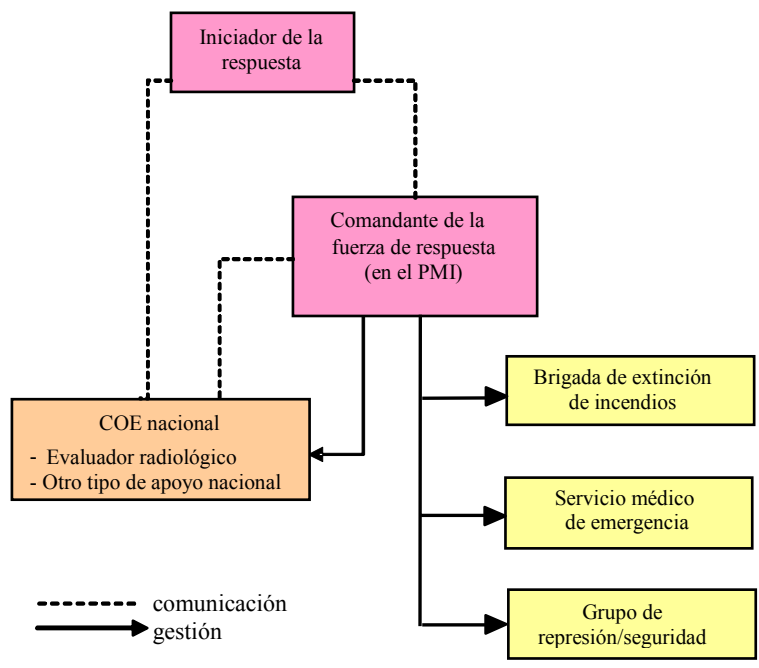 Iniciador de la
respuesta
Comandante de la
fuerza de respuesta
(en el PMI)
Brigada de extinción
de incendios
COE nacional
- Evaluador radiológico
- Otro tipo de apoyo nacional
Servicio médico
de emergencia
Grupo de
represión/seguridad
comunicación
gestión